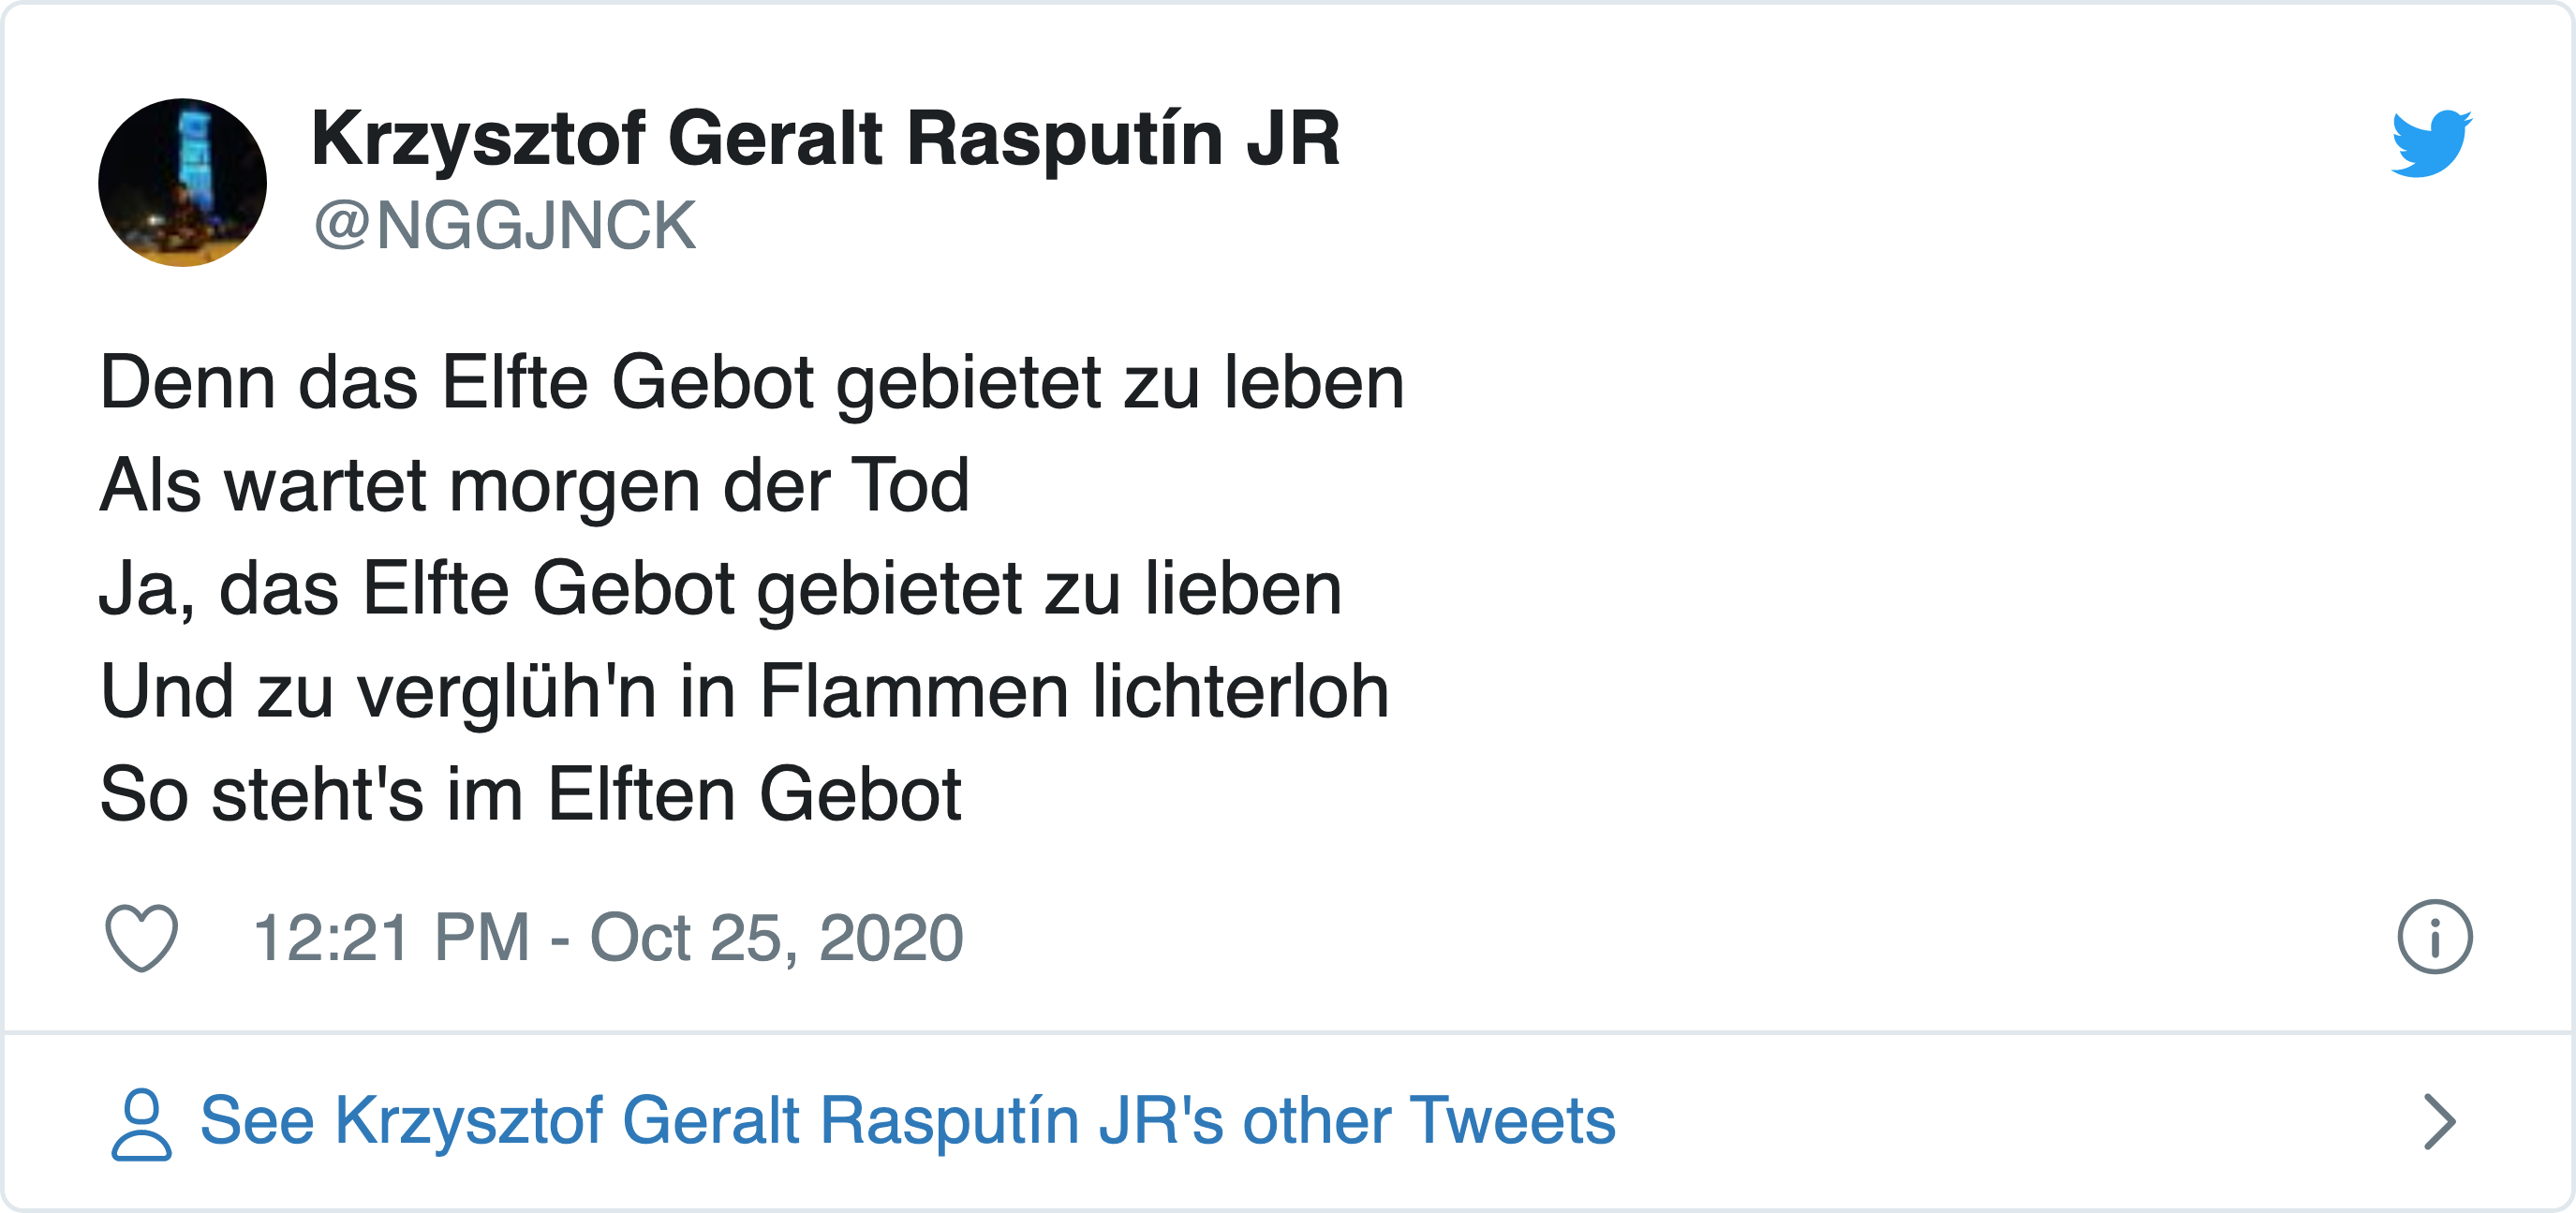 Krzysztof Geralt Rasputín JR
@NGGJNCK
Denn das Elfte Gebot gebietet zu leben
Als wartet morgen der Tod
Ja, das Elfte Gebot gebietet zu lieben
Und zu verglüh'n in Flammen lichterloh
So steht's im Elften Gebot
12:21 PM - Oct 25, 2020
See Krzysztof Geralt Rasputín JR's other Tweets